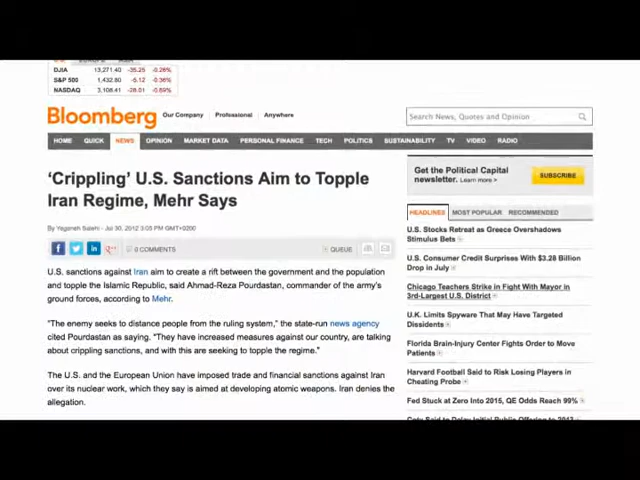 DJIA 13,271.40 -35.25 -0.26%
S&P 500 1,432.80 -5.12 -0.36%
NASDAQ 3,108.41 -28.01 -0.89%
Bloomberg Our Company Professional Anywhere
Search News, Quotes and Opinion
HOME QUICK NEWS OPINION MARKET DATA PERSONAL FINANCE TECH POLITICS SUSTAINABILITY TV VIDEO RADIO
'Crippling' U.S. Sanctions Aim to Topple
Iran Regime, Mehr Says
By Yeganeh Salehi - Jul 30, 2012 3:03 PM GMT+0200
0 COMMENTS QUEUE
U.S. sanctions against Iran aim to create a rift between the government and the population
and topple the Islamic Republic, said Ahmad-Reza Pourdastan, commander of the army's
ground forces, according to Mehr.
"The enemy seeks to distance people from the ruling system," the state-run news agency
cited Pourdastan as saying. "They have increased measures against our country, are talking
about crippling sanctions, and with this are seeking to topple the regime."
The U.S. and the European Union have imposed trade and financial sanctions against Iran
over its nuclear work, which they say is aimed at developing atomic weapons. Iran denies the
allegation.
Get the Political Capital
newsletter. Learn more >
SUBSCRIBE
HEADLINES MOST POPULAR RECOMMENDED
U.S. Stocks Retreat as Greece Overshadows
Stimulus Bets
U.S. Consumer Credit Surprises With $3.28 Billion
Drop in July
Chicago Teachers Strike in Fight With Mayor in
3rd-Largest U.S. District
U.K. Limits Spyware That May Have Targeted
Dissidents
Florida Brain-Injury Center Fights Order to Move
Patients
Harvard Football Said to Risk Losing Players in
Cheating Probe
Fed Stuck at Zero Into 2015, QE Odds Reach 99%